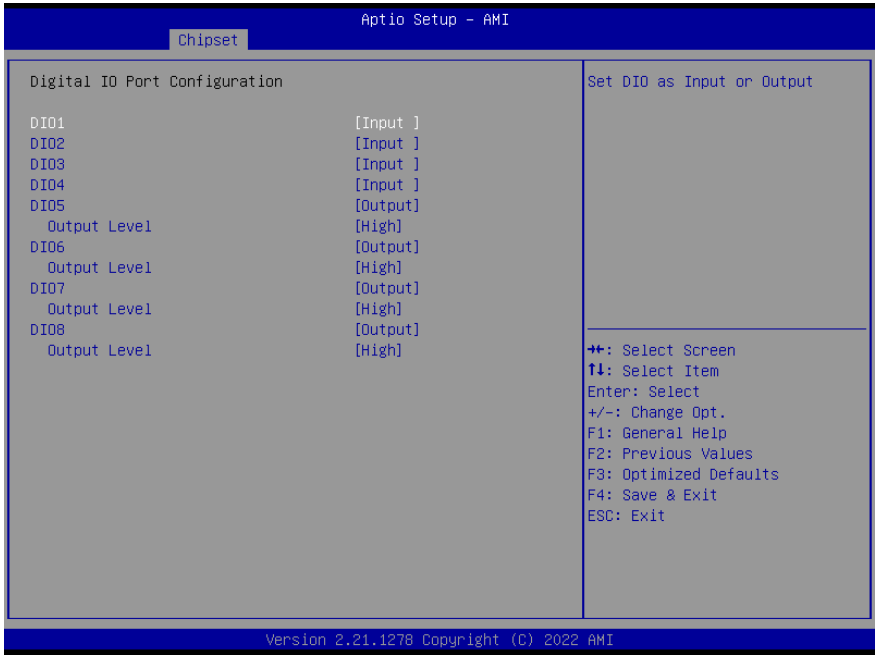 Aptio Setup – AMI
Chipset
Digital IO Port Configuration
DIO1 [Input ]
DIO2 [Input ]
DIO3 [Input ]
DIO4 [Input ]
DIO5 [Output]
Output Level [High]
DIO6 [Output]
Output Level [High]
DIO7 [Output]
Output Level [High]
DIO8 [Output]
Output Level [High]
Set DIO as Input or Output
→←: Select Screen
↑↓: Select Item
Enter: Select
+/-: Change Opt.
F1: General Help
F2: Previous Values
F3: Optimized Defaults
F4: Save & Exit
ESC: Exit
Version 2.21.1278 Copyright (C) 2022 AMI